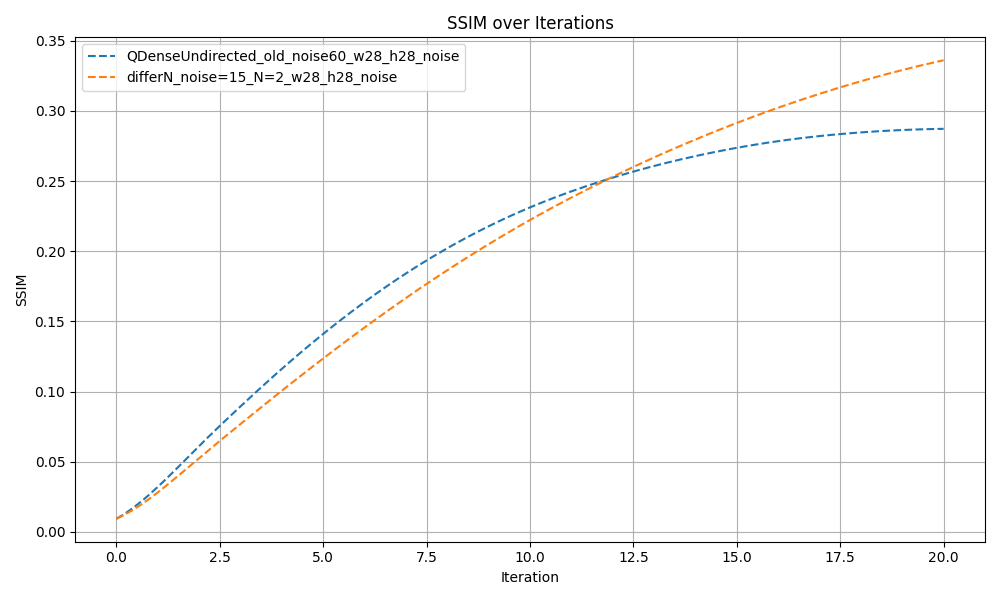 SSIM over Iterations
QDenseUndirected_old_noise60_w28_h28_noise
differN_noise=15_N=2_w28_h28_noise
SSIM
0.35
0.30
0.25
0.20
0.15
0.10
0.05
0.00
0.0 2.5 5.0 7.5 10.0 12.5 15.0 17.5 20.0
Iteration